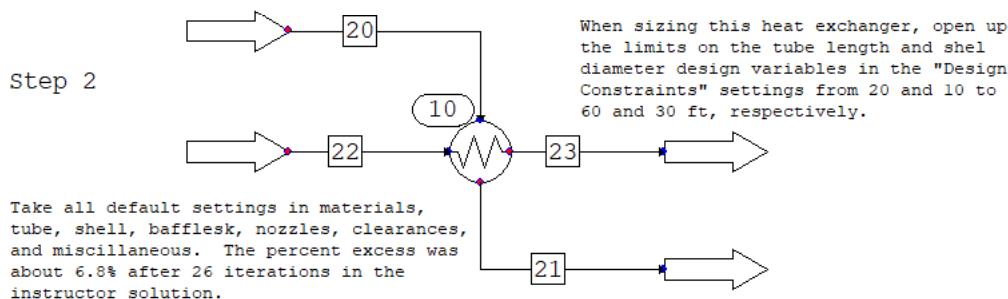 20
When sizing this heat exchanger, open up
the limits on the tube length and shel
diameter design variables in the "Design
Constraints" settings from 20 and 10 to
60 and 30 ft, respectively.
Step 2
10
22
23
Take all default settings in materials,
tube, shell, bafflesk, nozzles, clearances,
and miscillaneous. The percent excess was
about 6.8% after 26 iterations in the
instructor solution.
21